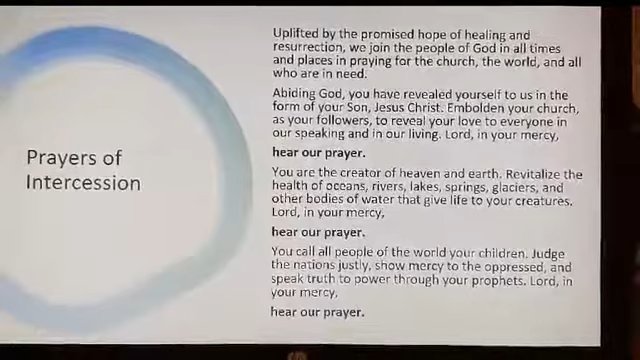 Prayers of
Intercession
Uplifted by the promised hope of healing and
resurrection, we join the people of God in all times
and places in praying for the church, the world, and all
who are in need.
Abiding God, you have revealed yourself to us in the
form of your Son, Jesus Christ. Embolden your church,
as your followers, to reveal your love to everyone in
our speaking and in our living. Lord, in your mercy,
hear our prayer.
You are the creator of heaven and earth. Revitalize the
health of oceans, rivers, lakes, springs, glaciers, and
other bodies of water that give life to your creatures.
Lord, in your mercy,
hear our prayer.
You call all people of the world your children. Judge
the nations justly, show mercy to the oppressed, and
speak truth to power through your prophets. Lord, in
your mercy,
hear our prayer.